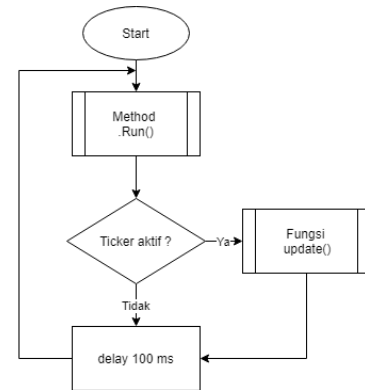 Start
Method
.Run()
Ticker aktif ?
Ya
Fungsi
update()
Tidak
delay 100 ms